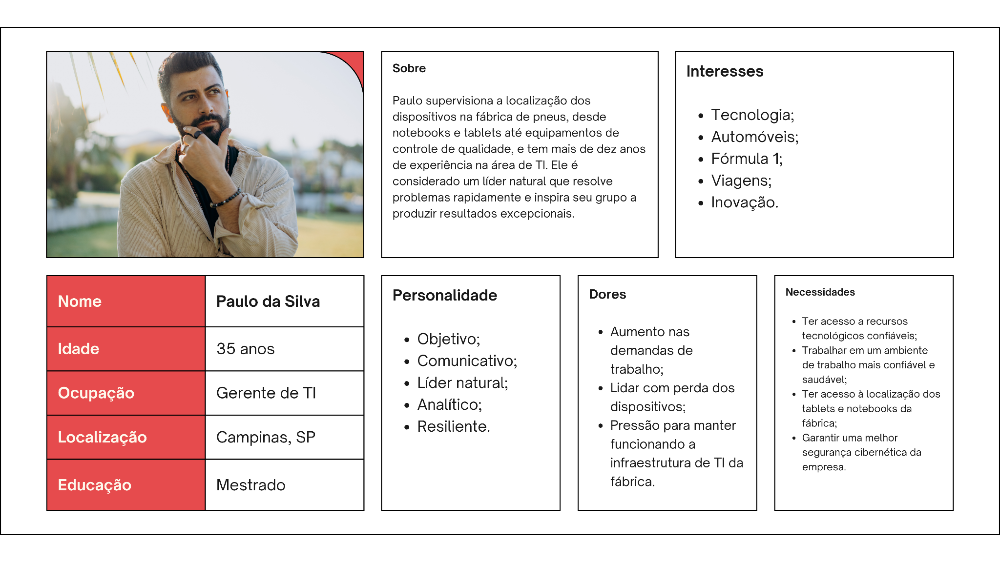 Sobre
Paulo supervisiona a localização dos
dispositivos na fábrica de pneus, desde
notebooks e tablets até equipamentos de
controle de qualidade, e tem mais de dez anos
de experiência na área de TI. Ele é
considerado um líder natural que resolve
problemas rapidamente e inspira seu grupo a
produzir resultados excepcionais.
Interesses
• Tecnologia;
• Automóveis;
• Fórmula 1;
• Viagens;
• Inovação.
Nome Paulo da Silva
Idade 35 anos
Ocupação Gerente de TI
Localização Campinas, SP
Educação Mestrado
Personalidade
• Objetivo;
• Comunicativo;
• Líder natural;
• Analítico;
• Resiliente.
Dores
• Aumento nas
demandas de
trabalho;
• Lidar com perda dos
dispositivos;
• Pressão para manter
funcionando a
infraestrutura de TI da
fábrica.
Necessidades
• Ter acesso a recursos
tecnológicos confiáveis;
• Trabalhar em um ambiente
de trabalho mais confiável e
saudável;
• Ter acesso à localização dos
tablets e notebooks da
fábrica;
• Garantir uma melhor
segurança cibernética da
empresa.